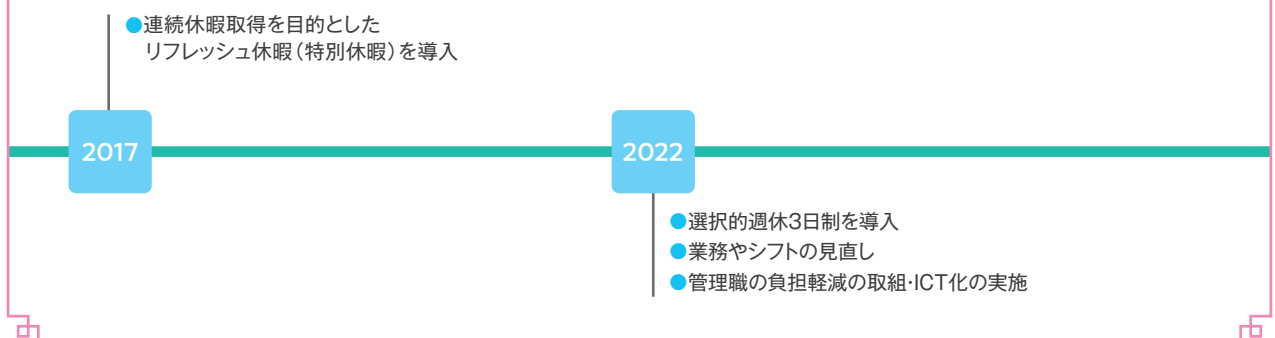 ●連続休暇取得を目的とした
リフレッシュ休暇（特別休暇）を導入
2017
2022
●選択的週休3日制を導入
●業務やシフトの見直し
●管理職の負担軽減の取組・ICT化の実施